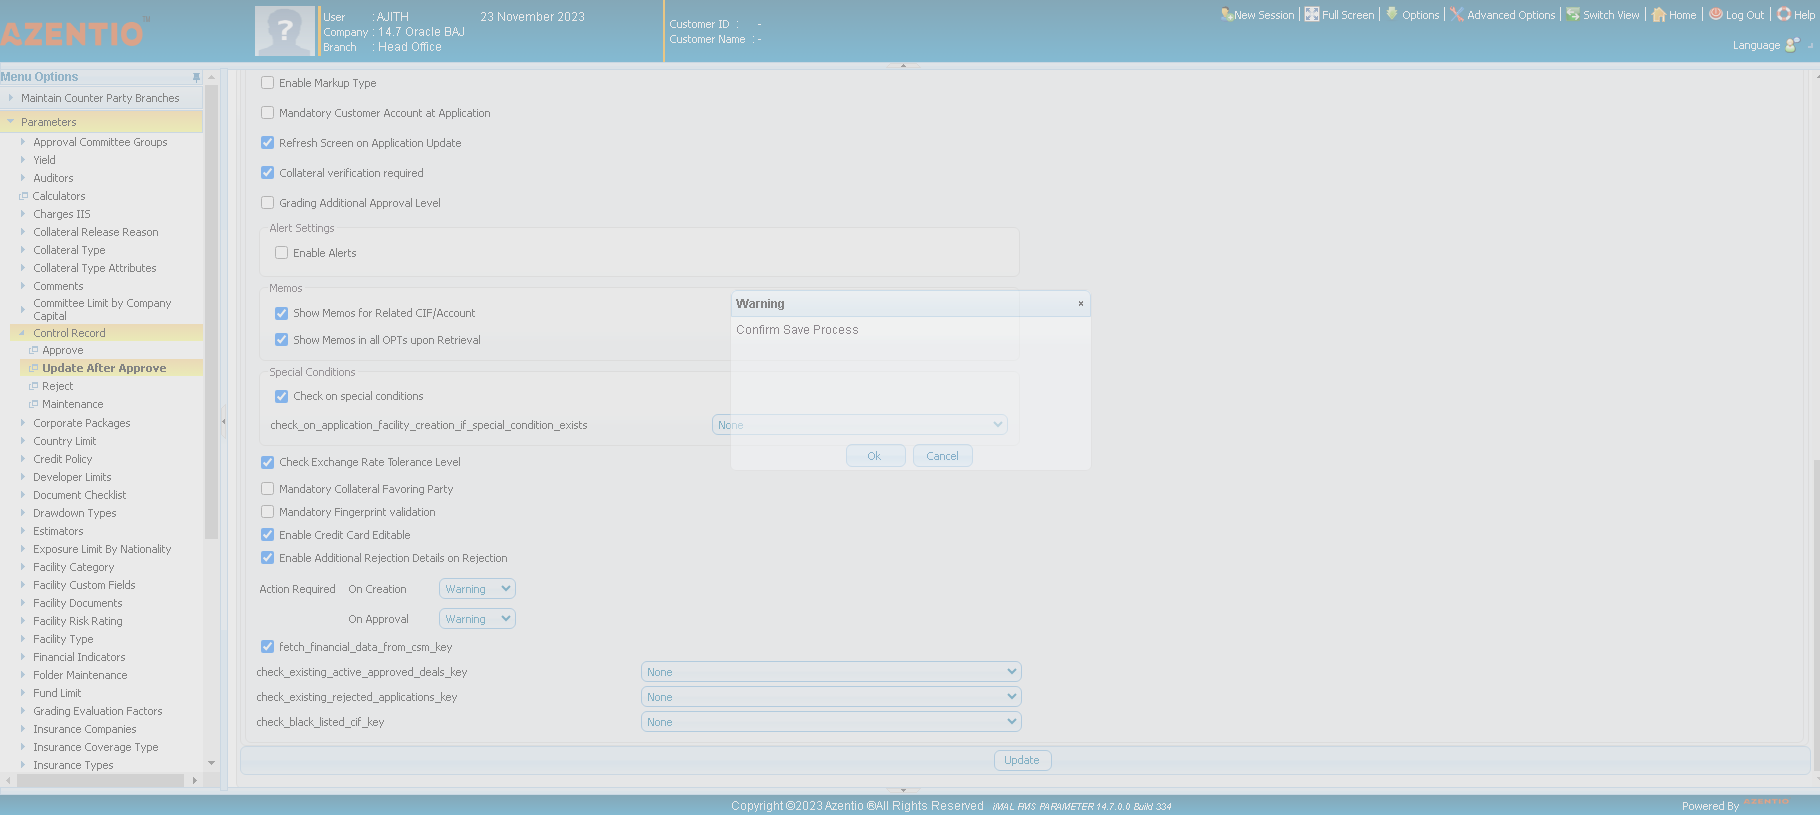 AZENTIO™
User : AJITH 23 November 2023
Company : 14.7 Oracle BAJ
Branch : Head Office
Customer ID : -
Customer Name : -
New Session Full Screen Options Advanced Options Switch View Home Log Out Help
Language
Menu Options
Maintain Counter Party Branches
Parameters
Approval Committee Groups
Yield
Auditors
Calculators
Charges IIS
Collateral Release Reason
Collateral Type
Collateral Type Attributes
Comments
Committee Limit by Company
Capital
Control Record
Approve
Update After Approve
Reject
Maintenance
Corporate Packages
Country Limit
Credit Policy
Developer Limits
Document Checklist
Drawdown Types
Estimators
Exposure Limit By Nationality
Facility Category
Facility Custom Fields
Facility Documents
Facility Risk Rating
Facility Type
Financial Indicators
Folder Maintenance
Fund Limit
Grading Evaluation Factors
Insurance Companies
Insurance Coverage Type
Insurance Types
Enable Markup Type
Mandatory Customer Account at Application
Refresh Screen on Application Update
Collateral verification required
Grading Additional Approval Level
Alert Settings
Enable Alerts
Memos
Show Memos for Related CIF/Account
Show Memos in all OPTs upon Retrieval
Special Conditions
Check on special conditions
check_on_application_facility_creation_if_special_condition_exists None
Check Exchange Rate Tolerance Level
Mandatory Collateral Favoring Party
Mandatory Fingerprint validation
Enable Credit Card Editable
Enable Additional Rejection Details on Rejection
Action Required On Creation Warning
On Approval Warning
fetch_financial_data_from_csm_key
check_existing_active_approved_deals_key None
check_existing_rejected_applications_key None
check_black_listed_cif_key None
Update
Warning ×
Confirm Save Process
Ok Cancel
Copyright ©2023 Azentio ®All Rights Reserved iMAL RMS PARAMETER 14.7.0.0 Build 334
Powered By AZENTIO